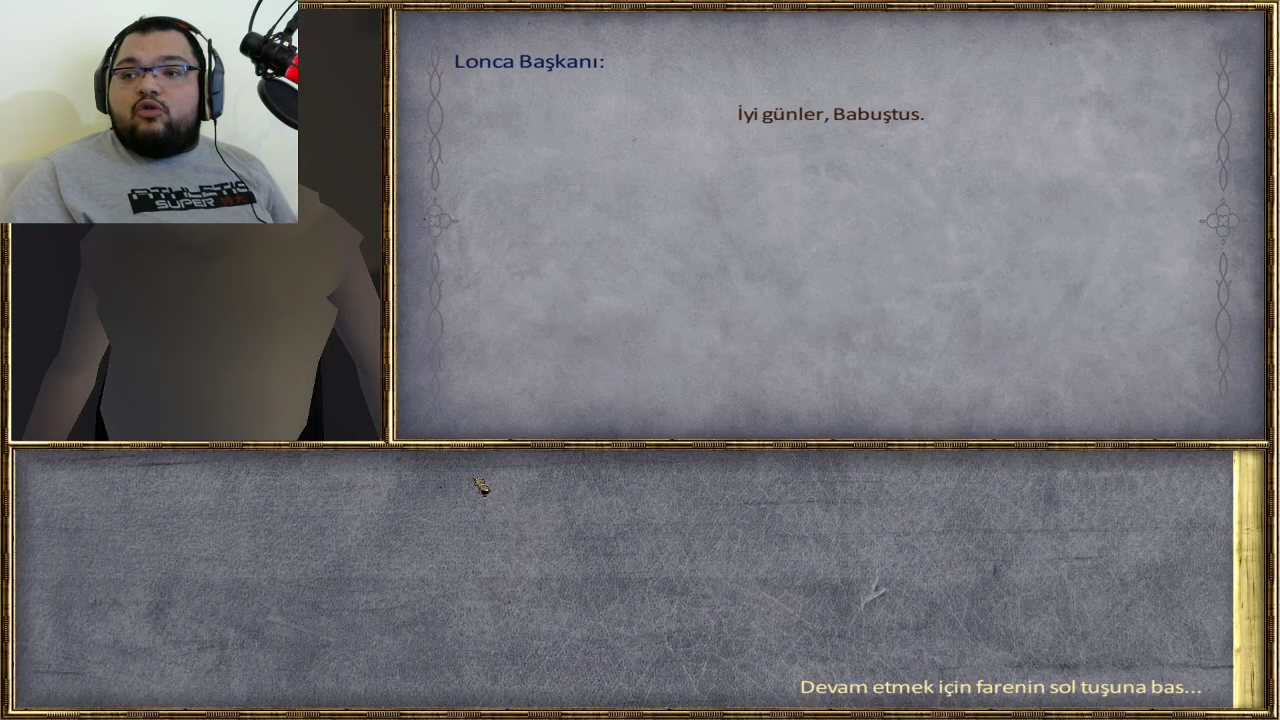 Lonca Başkanı:
İyi günler, Babuştus.
ATHLETIC
SUPER
Devam etmek için farenin sol tuşuna bas...